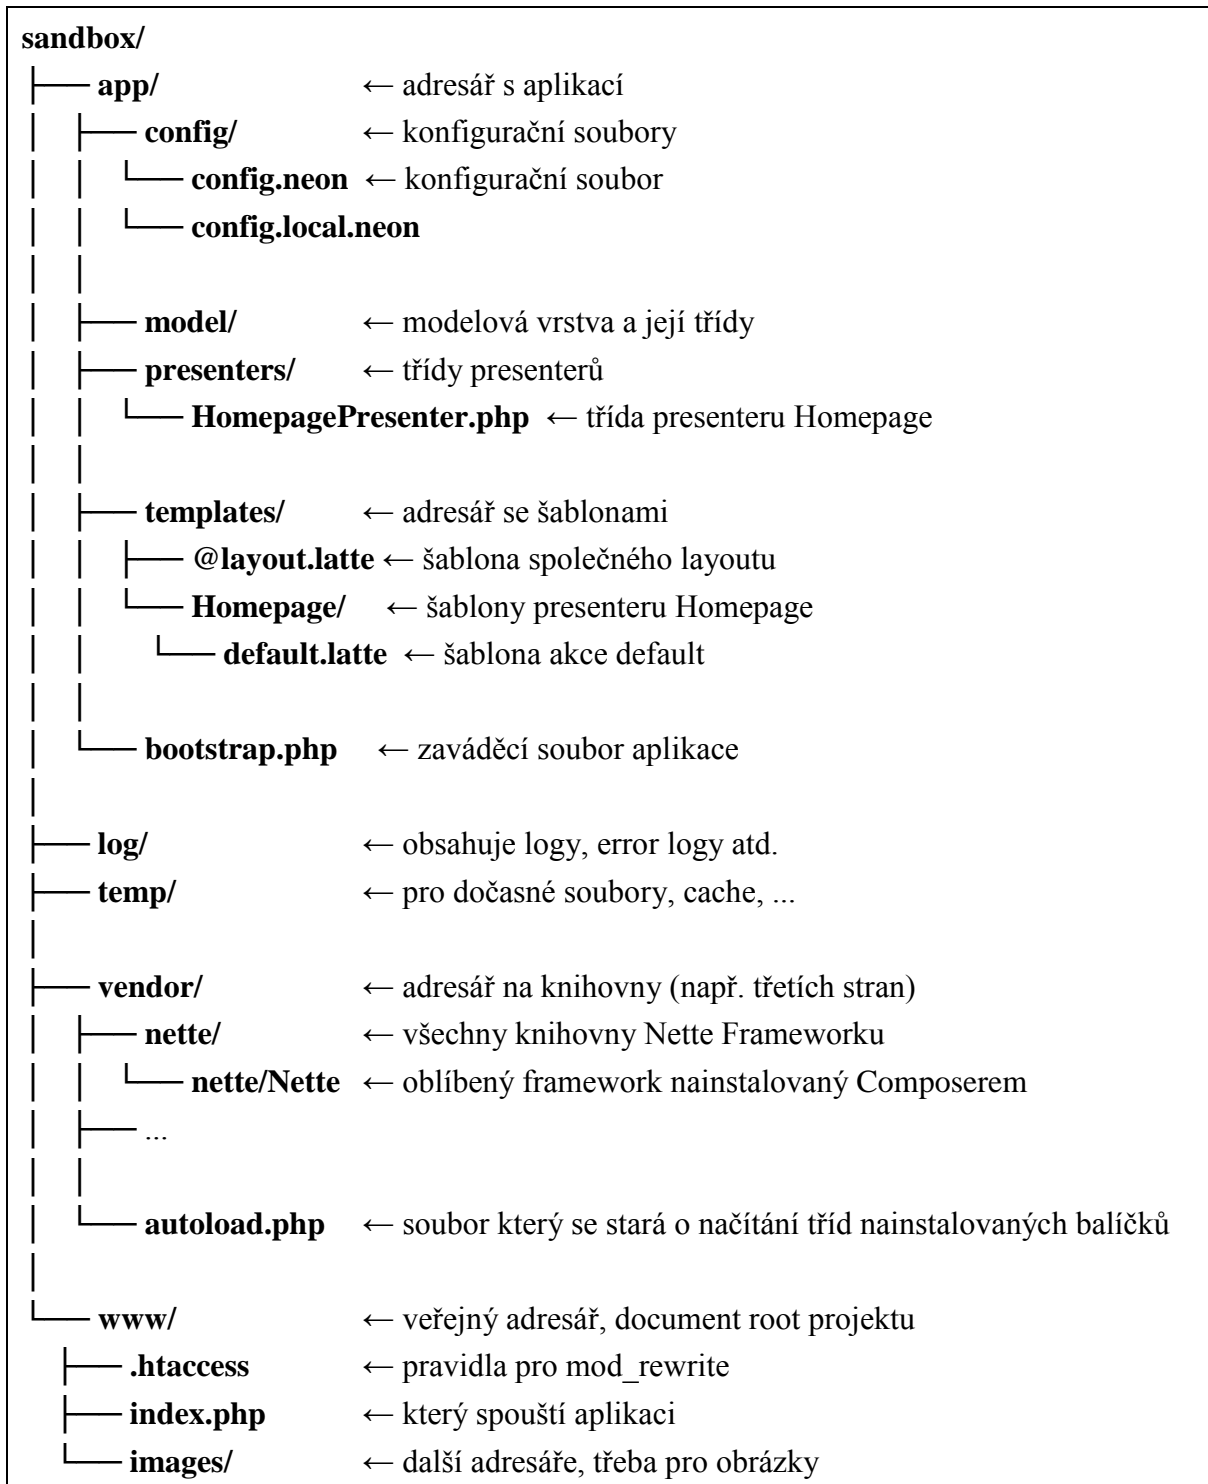 sandbox/
├── app/ ← adresář s aplikací
│ ├── config/ ← konfigurační soubory
│ │ └── config.neon ← konfigurační soubor
│ │ └── config.local.neon
│ │
│ ├── model/ ← modelová vrstva a její třídy
│ ├── presenters/ ← třídy presenterů
│ │ └── HomepagePresenter.php ← třída presenteru Homepage
│ │
│ ├── templates/ ← adresář se šablonami
│ │ ├── @layout.latte ← šablona společného layoutu
│ │ └── Homepage/ ← šablony presenteru Homepage
│ │ └── default.latte ← šablona akce default
│ │
│ └── bootstrap.php ← zaváděcí soubor aplikace
│
├── log/ ← obsahuje logy, error logy atd.
├── temp/ ← pro dočasné soubory, cache, ...
│
├── vendor/ ← adresář na knihovny (např. třetích stran)
│ ├── nette/ ← všechny knihovny Nette Frameworku
│ │ └── nette/Nette ← oblíbený framework nainstalovaný Composerem
│ ├── ...
│ │
│ └── autoload.php ← soubor který se stará o načítání tříd nainstalovaných balíčků
│
└── www/ ← veřejný adresář, document root projektu
├── .htaccess ← pravidla pro mod_rewrite
├── index.php ← který spouští aplikaci
└── images/ ← další adresáře, třeba pro obrázky